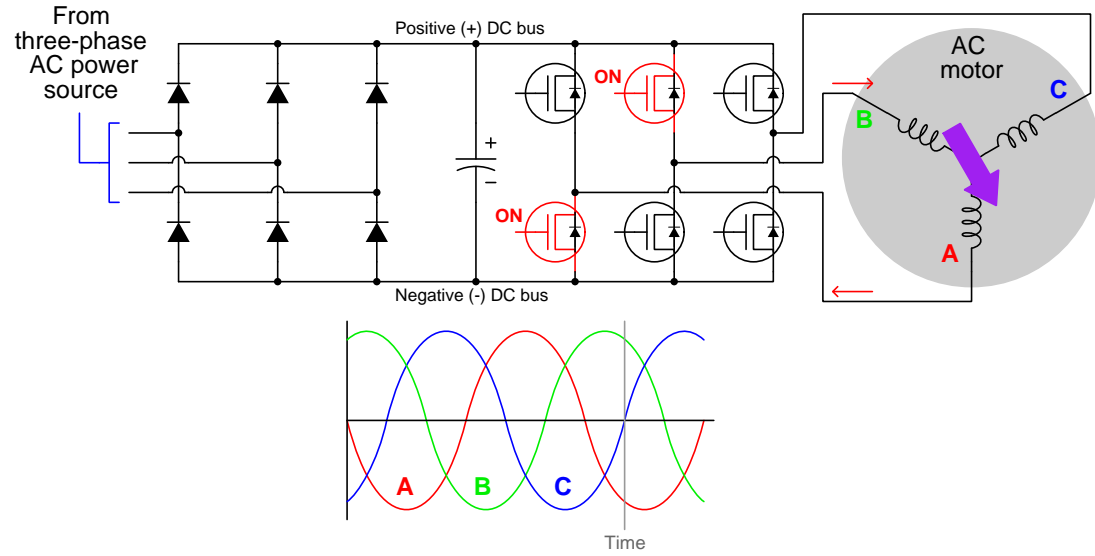 From
three-phase
AC power
source
Positive (+) DC bus
ON
ON
+
−
Negative (-) DC bus
AC
motor
B
C
A
A
B
C
Time